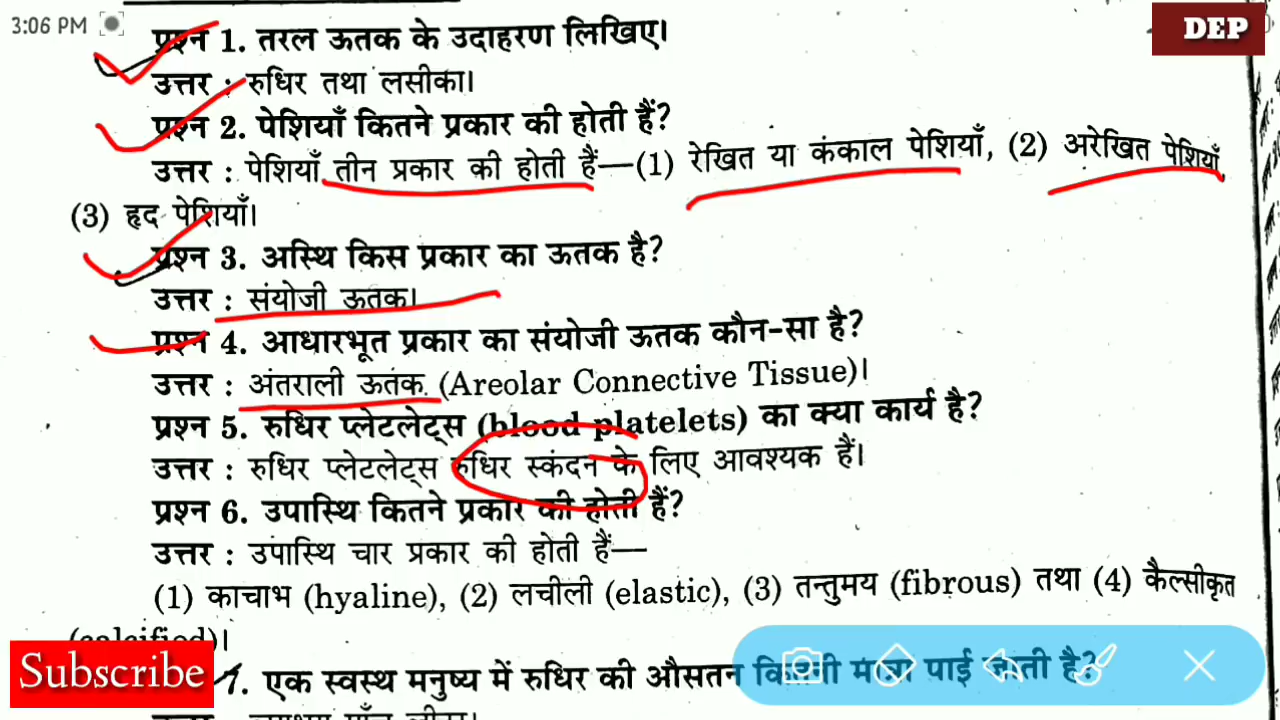 3:06 PM
DEP
प्रश्न 1. तरल ऊतक के उदाहरण लिखिए।
उत्तर : रुधिर तथा लसीका।
प्रश्न 2. पेशियाँ कितने प्रकार की होती हैं?
उत्तर : पेशियाँ तीन प्रकार की होती हैं—(1) रेखित या कंकाल पेशियाँ, (2) अरेखित पेशियाँ,
(3) हृद पेशियाँ।
प्रश्न 3. अस्थि किस प्रकार का ऊतक है?
उत्तर : संयोजी ऊतक।
प्रश्न 4. आधारभूत प्रकार का संयोजी ऊतक कौन-सा है?
उत्तर : अंतराली ऊतक (Areolar Connective Tissue)।
प्रश्न 5. रुधिर प्लेटलेट्स (blood platelets) का क्या कार्य है?
उत्तर : रुधिर प्लेटलेट्स रुधिर स्कंदन के लिए आवश्यक हैं।
प्रश्न 6. उपास्थि कितने प्रकार की होती हैं?
उत्तर : उपास्थि चार प्रकार की होती हैं—
(1) काचाभ (hyaline), (2) लचीली (elastic), (3) तन्तुमय (fibrous) तथा (4) कैल्सीकृत
(calcified)।
Subscribe
7. एक स्वस्थ मनुष्य में रुधिर की औसतन कितनी मात्रा पाई जाती है?